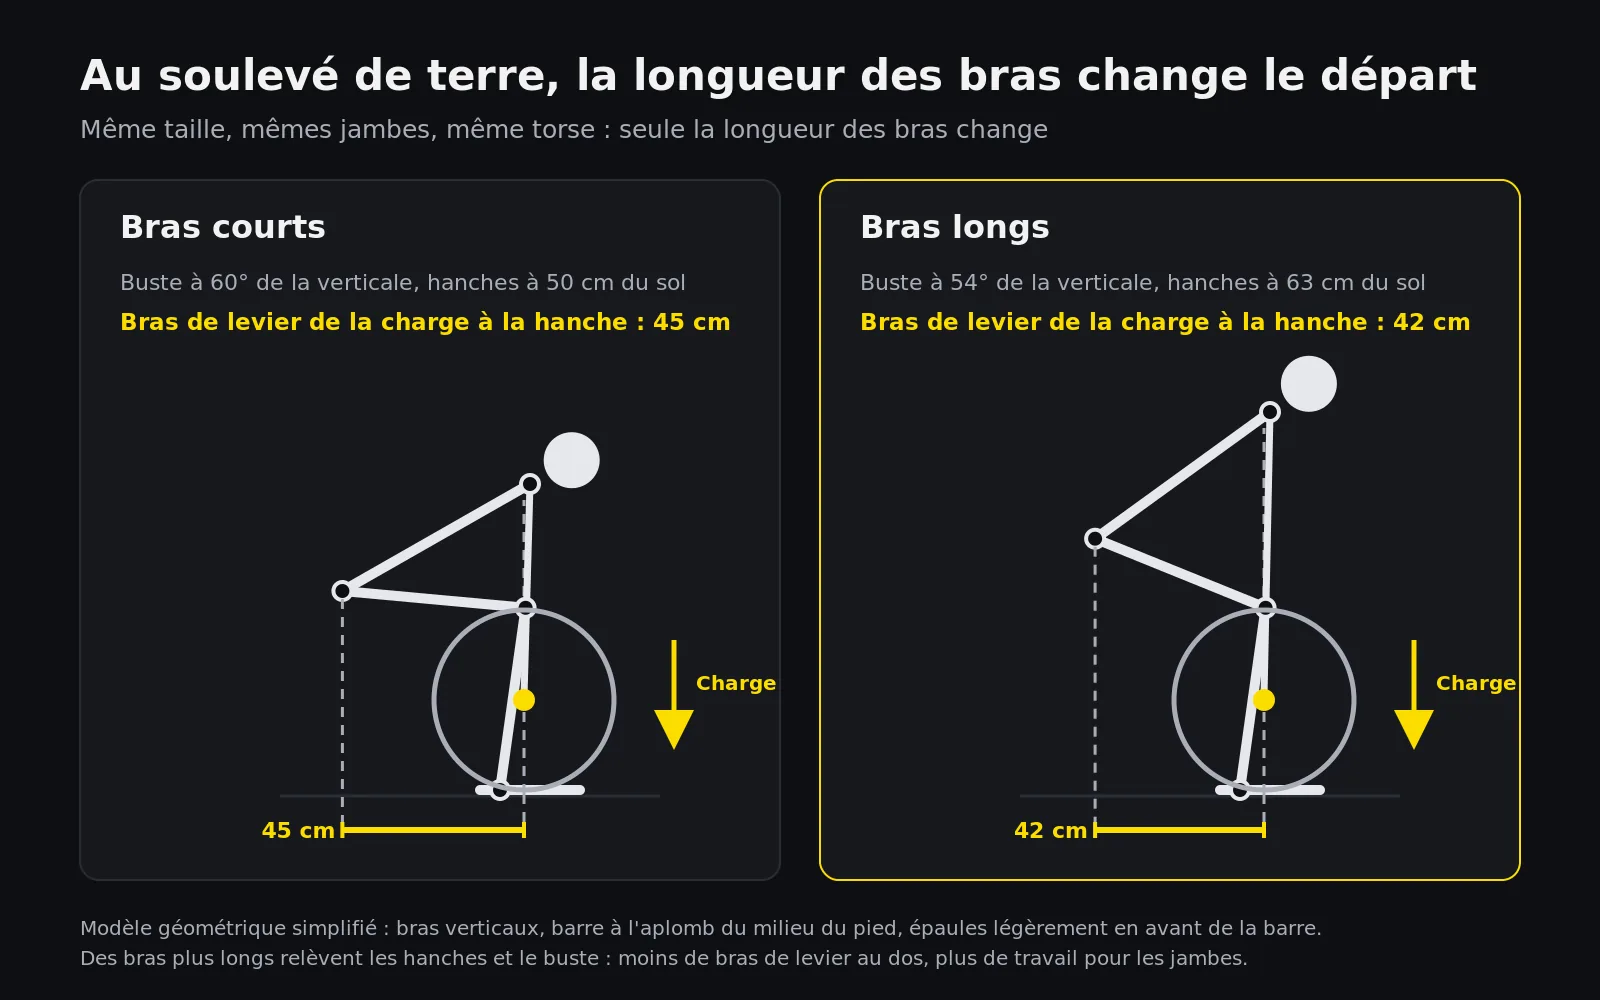 Au soulevé de terre, la longueur des bras change le départ
Même taille, mêmes jambes, même torse : seule la longueur des bras change
Bras courts
Buste à 60° de la verticale, hanches à 50 cm du sol
Bras de levier de la charge à la hanche : 45 cm
Charge
45 cm
Bras longs
Buste à 54° de la verticale, hanches à 63 cm du sol
Bras de levier de la charge à la hanche : 42 cm
Charge
42 cm
Modèle géométrique simplifié : bras verticaux, barre à l'aplomb du milieu du pied, épaules légèrement en avant de la barre.
Des bras plus longs relèvent les hanches et le buste : moins de bras de levier au dos, plus de travail pour les jambes.